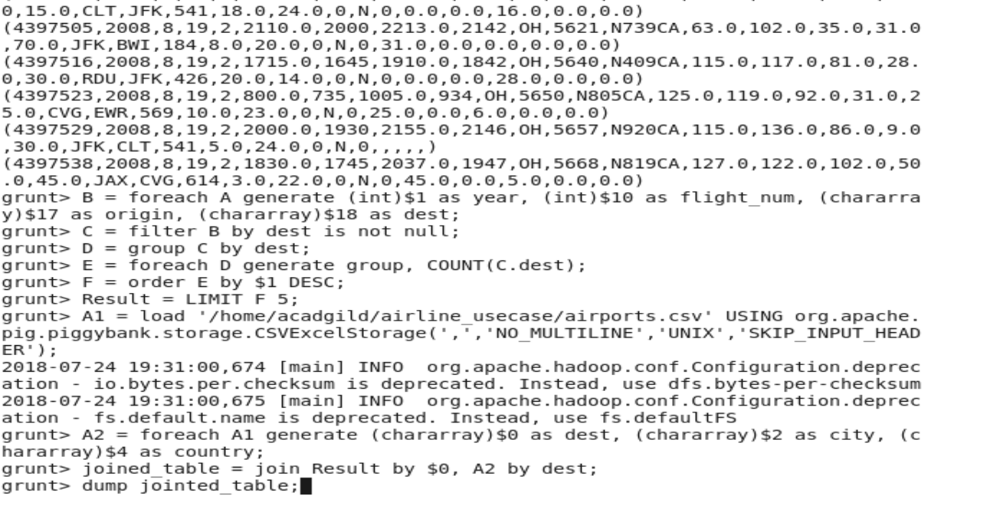 0,15.0,CLT,JFK,541,18.0,24.0,0,N,0,0.0,0.0,16.0,0.0,0.0)
(4397505,2008,8,19,2,2110.0,2000,2213.0,2142,OH,5621,N739CA,63.0,102.0,35.0,31.0
,70.0,JFK,BWI,184,8.0,20.0,0,N,0,31.0,0.0,0.0,0.0,0.0)
(4397516,2008,8,19,2,1715.0,1645,1910.0,1842,OH,5640,N409CA,115.0,117.0,81.0,28.
0,30.0,RDU,JFK,426,20.0,14.0,0,N,0,0.0,0.0,28.0,0.0,0.0)
(4397523,2008,8,19,2,800.0,735,1005.0,934,OH,5650,N805CA,125.0,119.0,92.0,31.0,2
5.0,CVG,EWR,569,10.0,23.0,0,N,0,25.0,0.0,6.0,0.0,0.0)
(4397529,2008,8,19,2,2000.0,1930,2155.0,2146,OH,5657,N920CA,115.0,136.0,86.0,9.0
,30.0,JFK,CLT,541,5.0,24.0,0,N,0,,,,,)
(4397538,2008,8,19,2,1830.0,1745,2037.0,1947,OH,5668,N819CA,127.0,122.0,102.0,50
.0,45.0,JAX,CVG,614,3.0,22.0,0,N,0,45.0,0.0,5.0,0.0,0.0)
grunt> B = foreach A generate (int)$1 as year, (int)$10 as flight_num, (chararra
y)$17 as origin, (chararray)$18 as dest;
grunt> C = filter B by dest is not null;
grunt> D = group C by dest;
grunt> E = foreach D generate group, COUNT(C.dest);
grunt> F = order E by $1 DESC;
grunt> Result = LIMIT F 5;
grunt> A1 = load '/home/acadgild/airline_usecase/airports.csv' USING org.apache.
pig.piggybank.storage.CSVExcelStorage(',','NO_MULTILINE','UNIX','SKIP_INPUT_HEAD
ER');
2018-07-24 19:31:00,674 [main] INFO  org.apache.hadoop.conf.Configuration.deprec
ation - io.bytes.per.checksum is deprecated. Instead, use dfs.bytes-per-checksum
2018-07-24 19:31:00,675 [main] INFO  org.apache.hadoop.conf.Configuration.deprec
ation - fs.default.name is deprecated. Instead, use fs.defaultFS
grunt> A2 = foreach A1 generate (chararray)$0 as dest, (chararray)$2 as city, (c
hararray)$4 as country;
grunt> joined_table = join Result by $0, A2 by dest;
grunt> dump jointed_table;